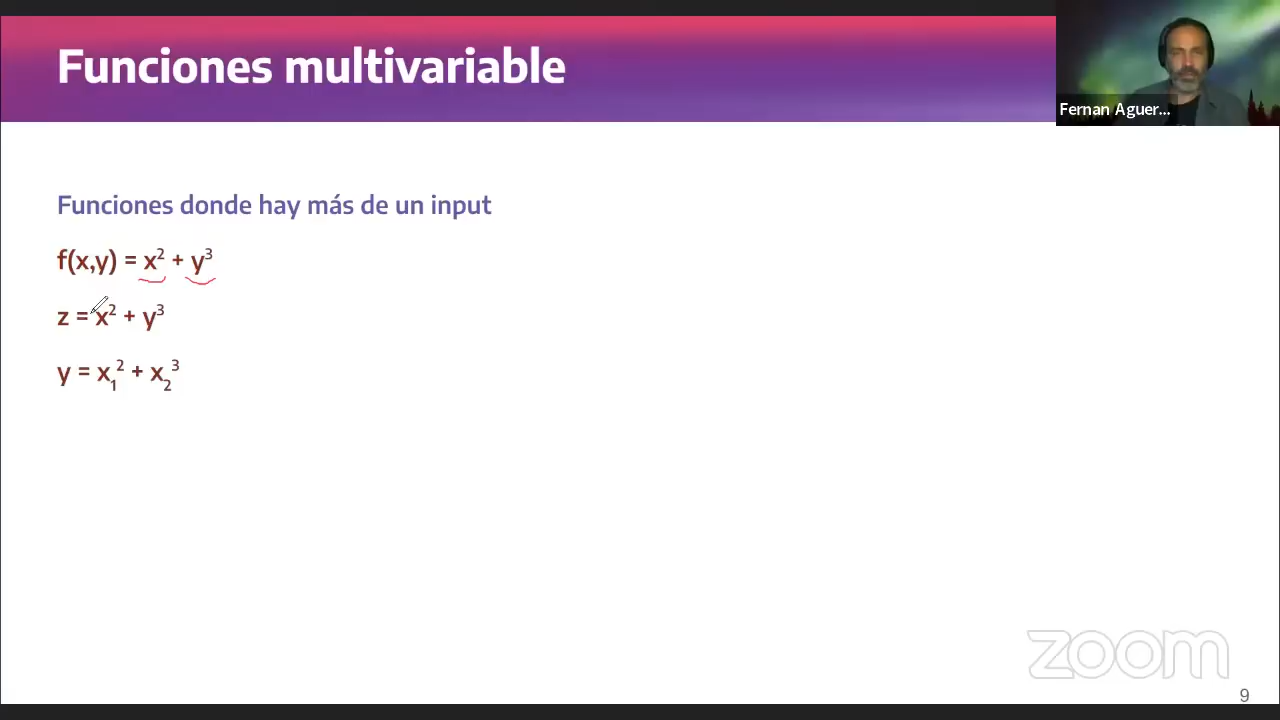 Funciones multivariable
Fernan Aguer...
Funciones donde hay más de un input
f(x,y) = x² + y³
z = x² + y³
y = x₁² + x₂³
zoom
9